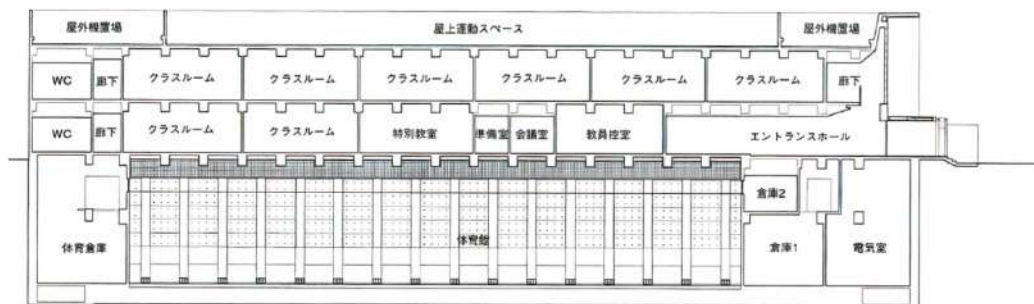 屋外機置場
屋上運動スペース
屋外機置場
WC
廊下
クラスルーム
クラスルーム
クラスルーム
クラスルーム
クラスルーム
クラスルーム
廊下
WC
廊下
クラスルーム
クラスルーム
特別教室
準備室
会議室
教員控室
エントランスホール
倉庫2
体育倉庫
体育館
倉庫1
電気室